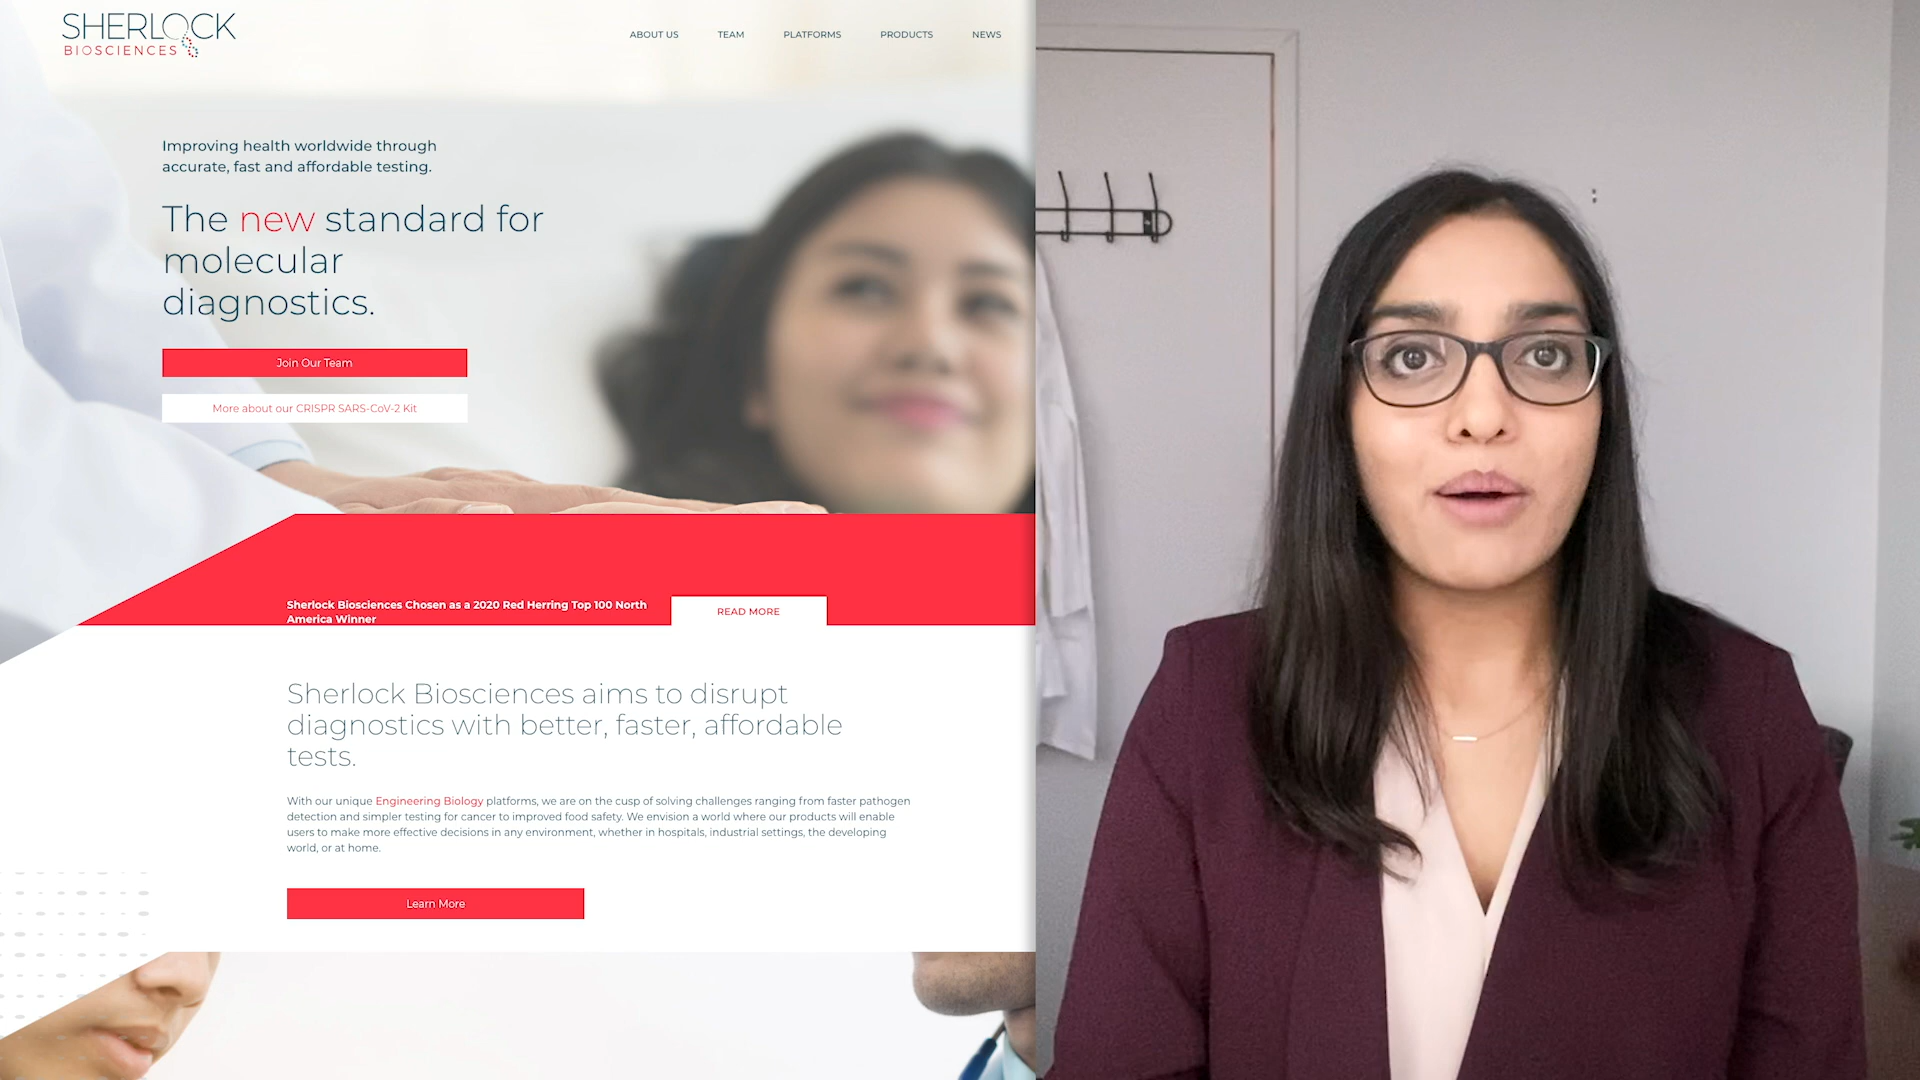 SHERLOCK
BIOSCIENCES
ABOUT US
TEAM
PLATFORMS
PRODUCTS
NEWS
Improving health worldwide through
accurate, fast and affordable testing.
The new standard for
molecular
diagnostics.
Join Our Team
More about our CRISPR SARS-CoV-2 Kit
Sherlock Biosciences Chosen as a 2020 Red Herring Top 100 North
America Winner
READ MORE
Sherlock Biosciences aims to disrupt
diagnostics with better, faster, affordable
tests.
With our unique Engineering Biology platforms, we are on the cusp of solving challenges ranging from faster pathogen
detection and simpler testing for cancer to improved food safety. We envision a world where our products will enable
users to make more effective decisions in any environment, whether in hospitals, industrial settings, the developing
world, or at home.
Learn More